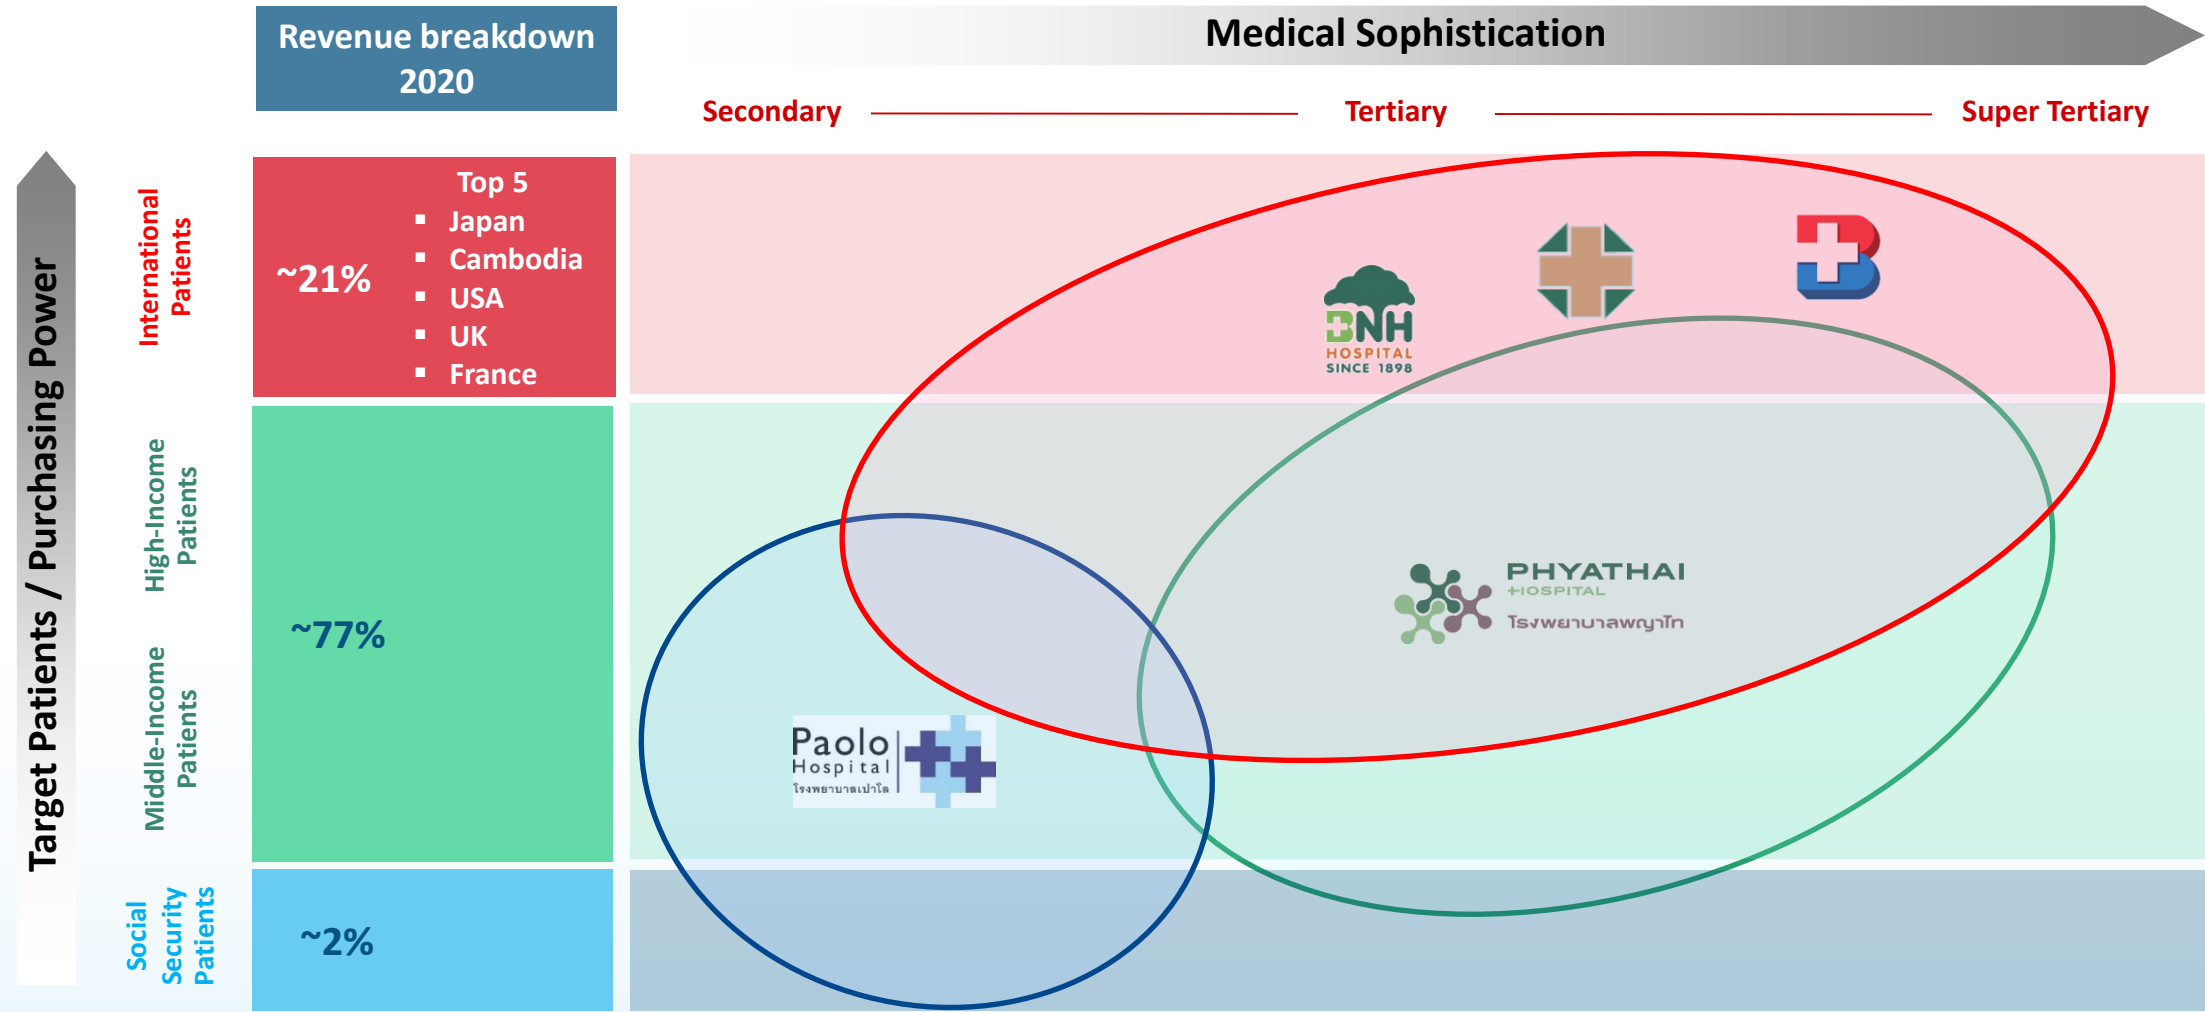 Revenue breakdown
2020
Medical Sophistication
Secondary
Tertiary
Super Tertiary
Target Patients / Purchasing Power
International
Patients
~21%
Top 5
▪ Japan
▪ Cambodia
▪ USA
▪ UK
▪ France
BNH
HOSPITAL
SINCE 1898
B
High-Income
Patients
Middle-Income
Patients
~77%
PHYATHAI
HOSPITAL
โรงพยาบาลพญาไท
Paolo
Hospital
โรงพยาบาลเปาโล
Social
Security
Patients
~2%